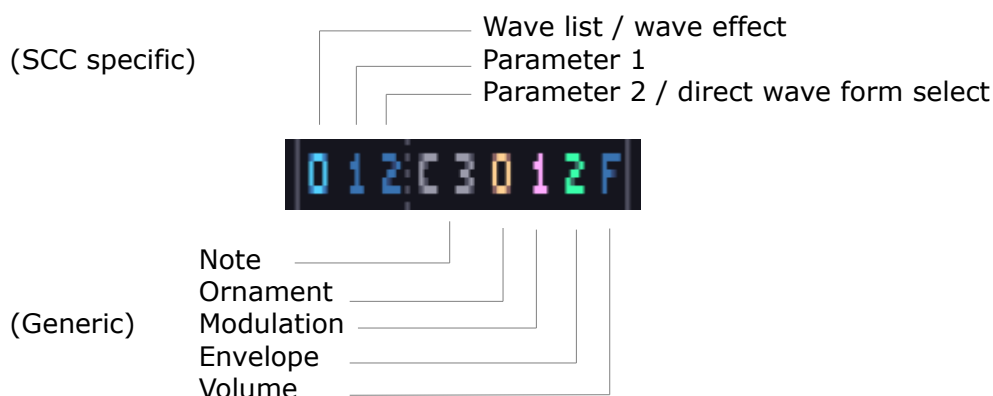 Wave list / wave effect
(SCC specific) Parameter 1
Parameter 2 / direct wave form select
0 1 2 C 3 0 1 2 F
Note
Ornament
(Generic) Modulation
Envelope
Volume